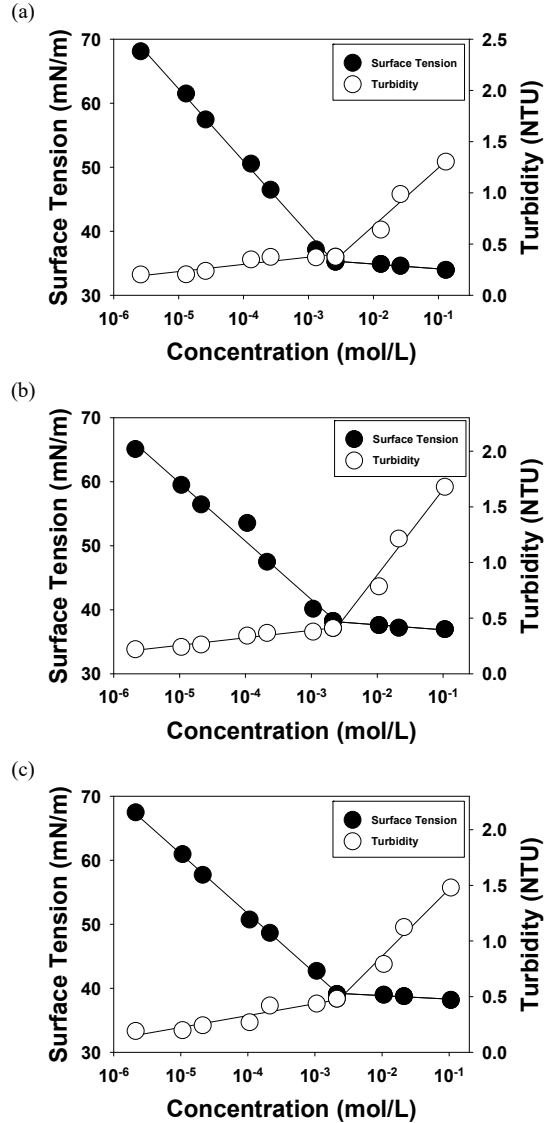 (a)
Surface Tension (mN/m)
70
60
50
40
30
Surface Tension
Turbidity
2.5
2.0
1.5
1.0
0.5
0.0
Turbidity (NTU)
10-6 10-5 10-4 10-3 10-2 10-1
Concentration (mol/L)
(b)
Surface Tension (mN/m)
70
60
50
40
30
Surface Tension
Turbidity
2.0
1.5
1.0
0.5
0.0
Turbidity (NTU)
10-6 10-5 10-4 10-3 10-2 10-1
Concentration (mol/L)
(c)
Surface Tension (mN/m)
70
60
50
40
30
Surface Tension
Turbidity
2.0
1.5
1.0
0.5
0.0
Turbidity (NTU)
10-6 10-5 10-4 10-3 10-2 10-1
Concentration (mol/L)